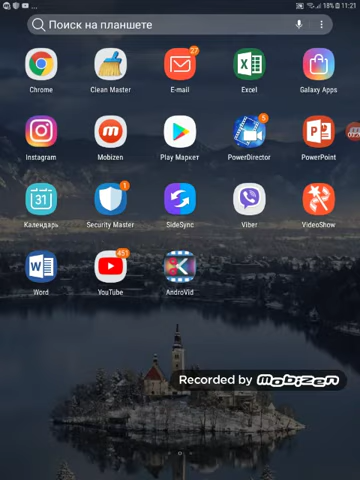 18% 11:21
Поиск на планшете
27
Chrome
Clean Master
E-mail
Excel
Galaxy Apps
5
Instagram
Mobizen
Play Маркет
PowerDirector
PowerPoint
31
1
Календарь
Security Master
SideSync
Viber
VideoShow
451
Word
YouTube
AndroVid
Recorded by mobizen